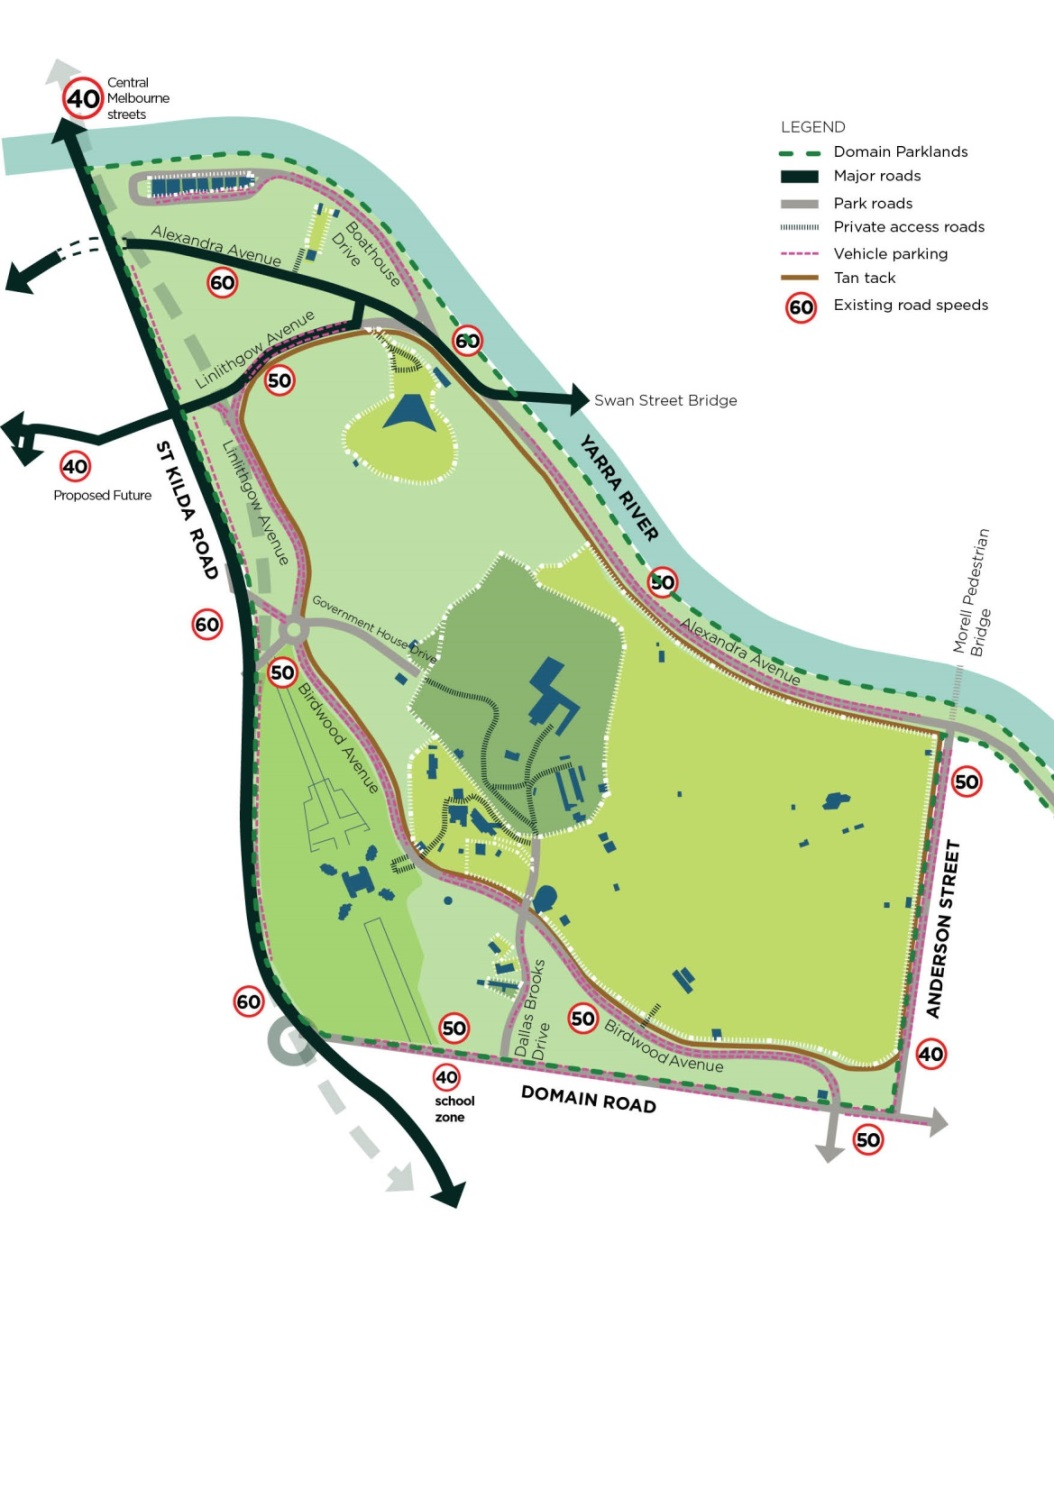 40
Central
Melbourne
streets
LEGEND
Domain Parklands
Major roads
Park roads
Private access roads
Vehicle parking
Tan tack
60
Existing road speeds
Alexandra Avenue
Boathouse
Drive
60
Linlithgow Avenue
60
50
Swan Street Bridge
40
Proposed Future
ST KILDA ROAD
Linlithgow Avenue
YARRA RIVER
50
Morell Pedestrian
Bridge
60
Government House Drive
Alexandra Avenue
50
Birdwood Avenue
50
ANDERSON STREET
60
50
Dallas Brooks
Drive
50
Birdwood Avenue
40
40
school
zone
DOMAIN ROAD
50